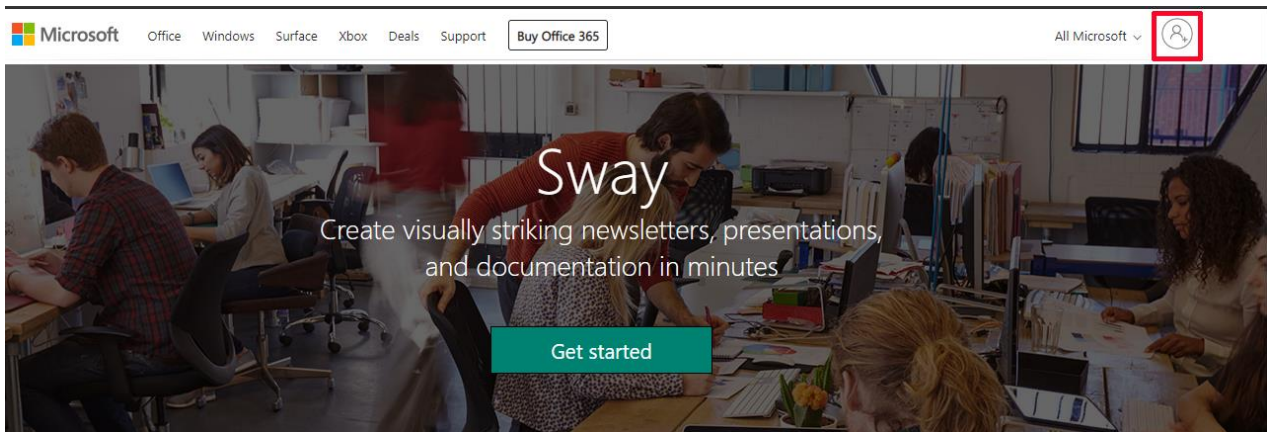 Microsoft Office Windows Surface Xbox Deals Support Buy Office 365 All Microsoft
Sway
Create visually striking newsletters, presentations,
and documentation in minutes
Get started